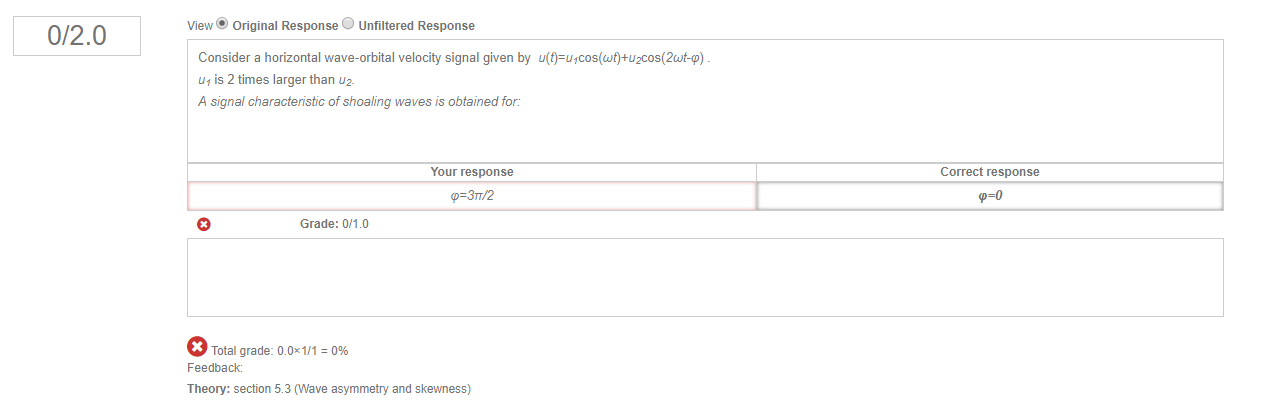 0/2.0
View Original Response Unfiltered Response
Consider a horizontal wave-orbital velocity signal given by u(t)=u₁cos(ωt)+u₂cos(2ωt-φ) .
u₁ is 2 times larger than u₂.
A signal characteristic of shoaling waves is obtained for:
Your response Correct response
φ=3π/2 φ=0
Grade: 0/1.0
Total grade: 0.0×1/1 = 0%
Feedback:
Theory: section 5.3 (Wave asymmetry and skewness)